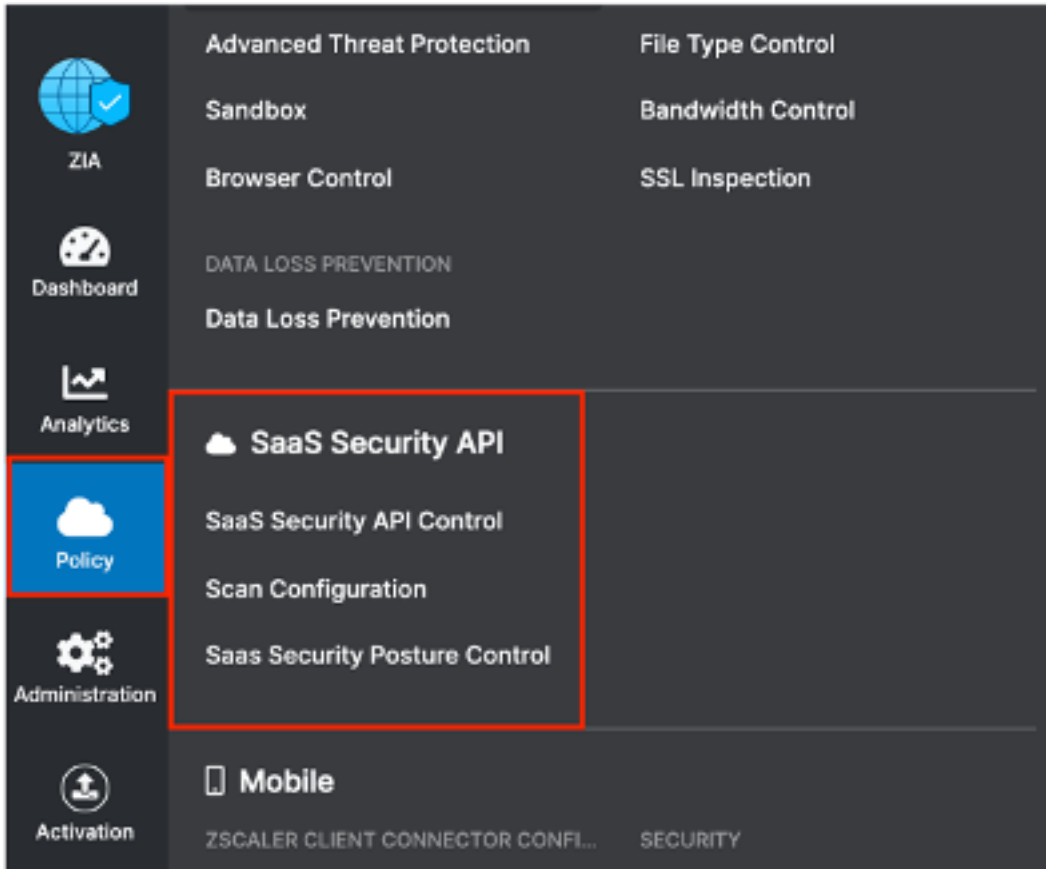 ZIA
Dashboard
Analytics
Policy
Administration
Activation
Advanced Threat Protection
File Type Control
Sandbox
Bandwidth Control
Browser Control
SSL Inspection
DATA LOSS PREVENTION
Data Loss Prevention
SaaS Security API
SaaS Security API Control
Scan Configuration
Saas Security Posture Control
Mobile
ZSCALER CLIENT CONNECTOR CONFI...
SECURITY